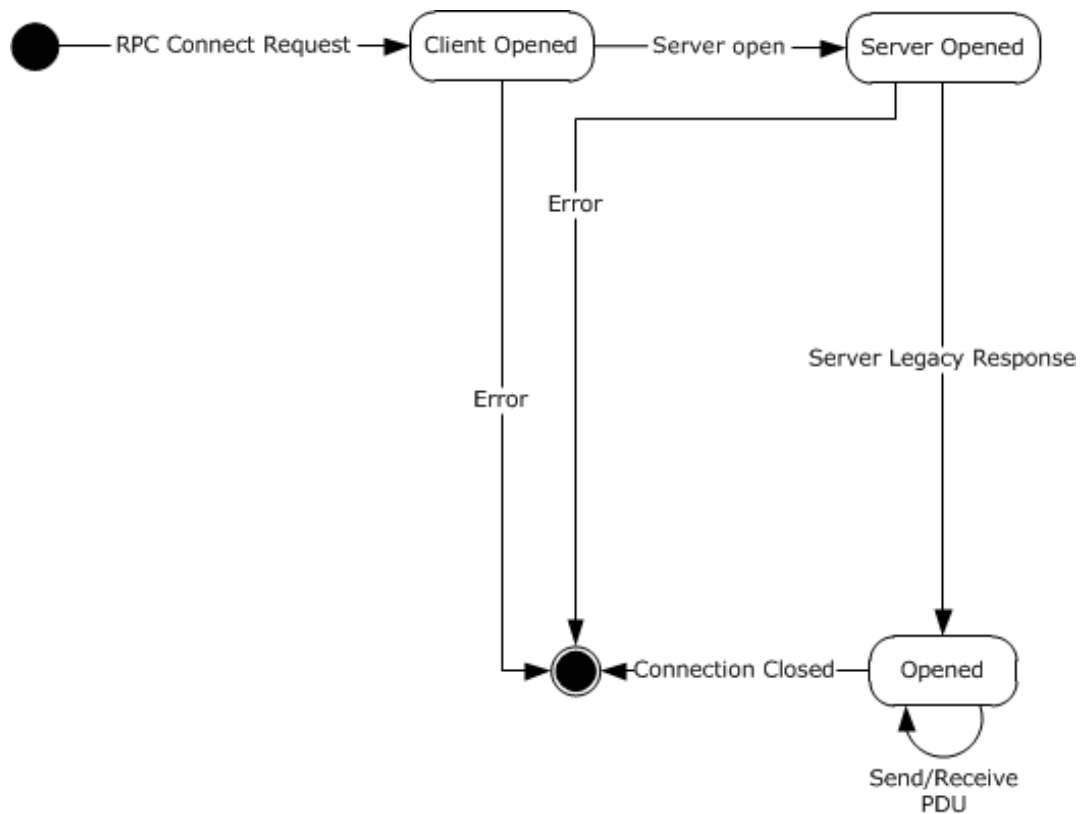 RPC Connect Request
Client Opened
Server open
Server Opened
Error
Server Legacy Response
Error
Connection Closed
Opened
Send/Receive
PDU